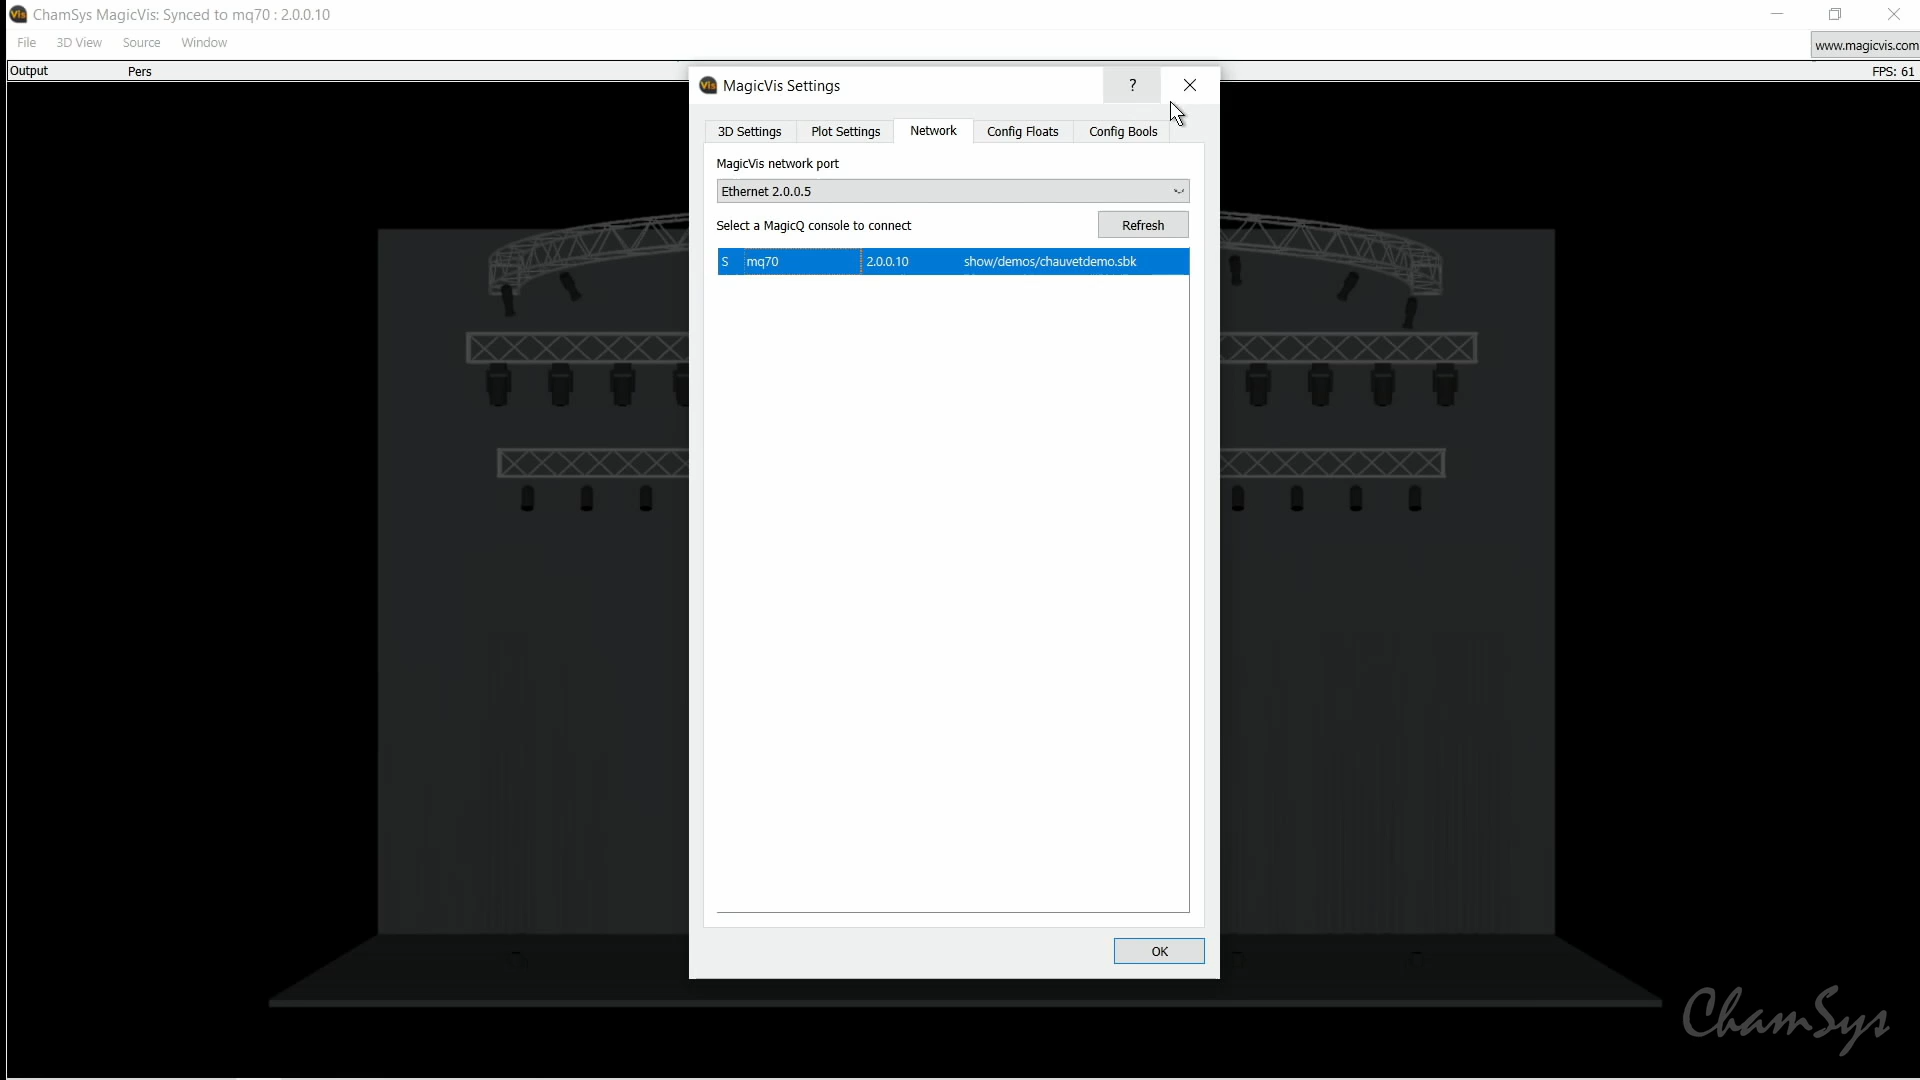 Vis ChamSys MagicVis: Synced to mq70 : 2.0.0.10
File 3D View Source Window
www.magicvis.com
Output Pers FPS: 61
Vis MagicVis Settings ?
3D Settings Plot Settings Network Config Floats Config Bools
MagicVis network port
Ethernet 2.0.0.5
Select a MagicQ console to connect Refresh
S mq70 2.0.0.10 show/demos/chauvetdemo.sbk
OK
ChamSys